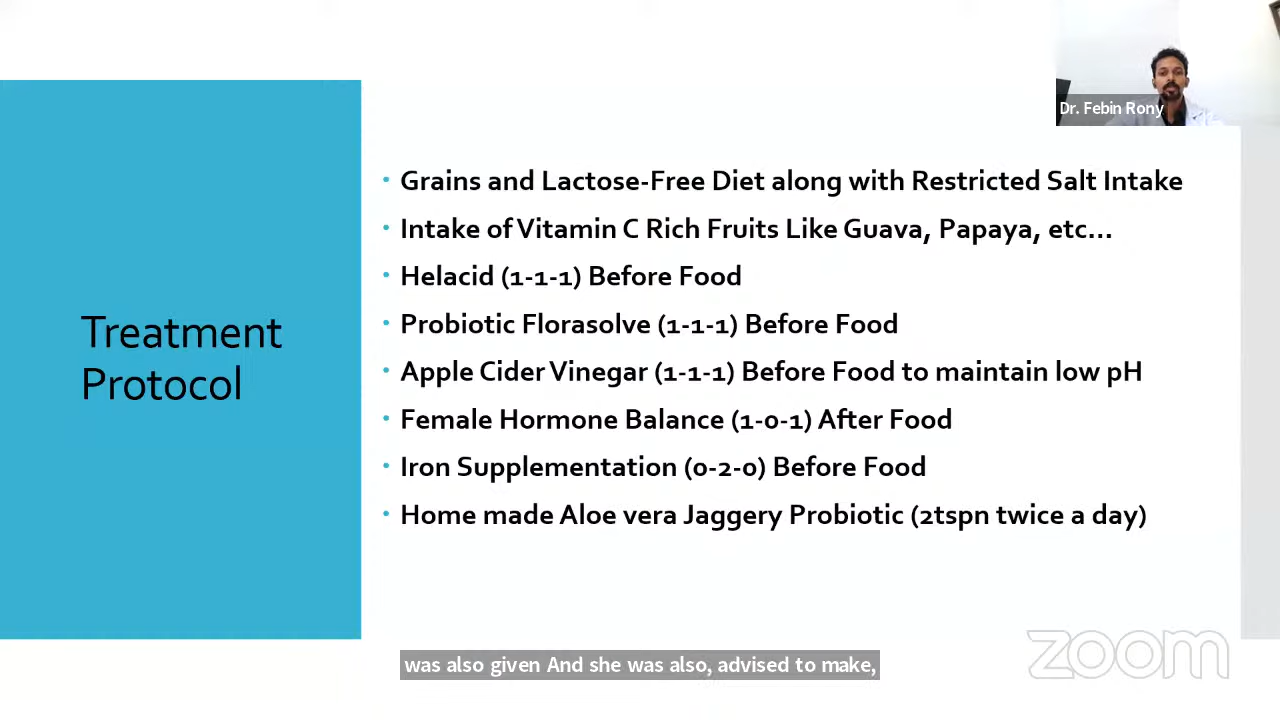 Dr. Febin Rony
Treatment
Protocol
• Grains and Lactose-Free Diet along with Restricted Salt Intake
• Intake of Vitamin C Rich Fruits Like Guava, Papaya, etc...
• Helacid (1-1-1) Before Food
• Probiotic Florasolve (1-1-1) Before Food
• Apple Cider Vinegar (1-1-1) Before Food to maintain low pH
• Female Hormone Balance (1-0-1) After Food
• Iron Supplementation (0-2-0) Before Food
• Home made Aloe vera Jaggery Probiotic (2tspn twice a day)
was also given And she was also, advised to make,
zoom